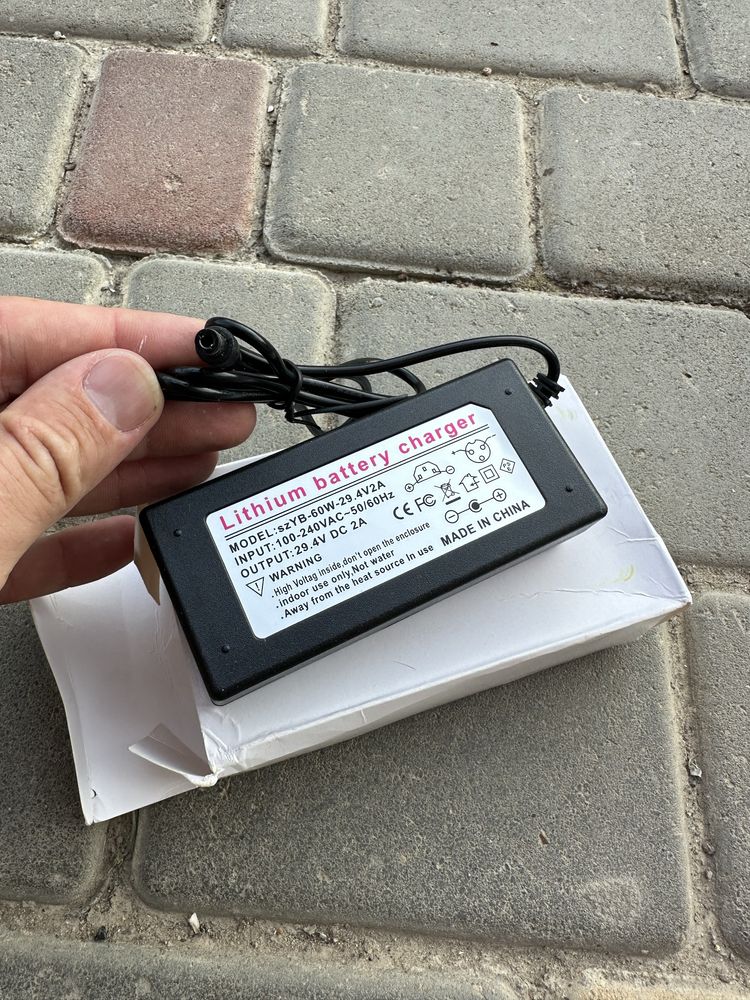 Lithium battery charger
MODEL:szYB-60W-29.4V2A
INPUT:100-240VAC~50/60Hz
OUTPUT:29.4V DC 2A
CE FC
WARNING
.High Voltag inside,don't open the enclosure
.indoor use only,Not water
.Away from the heat source In use
MADE IN CHINA